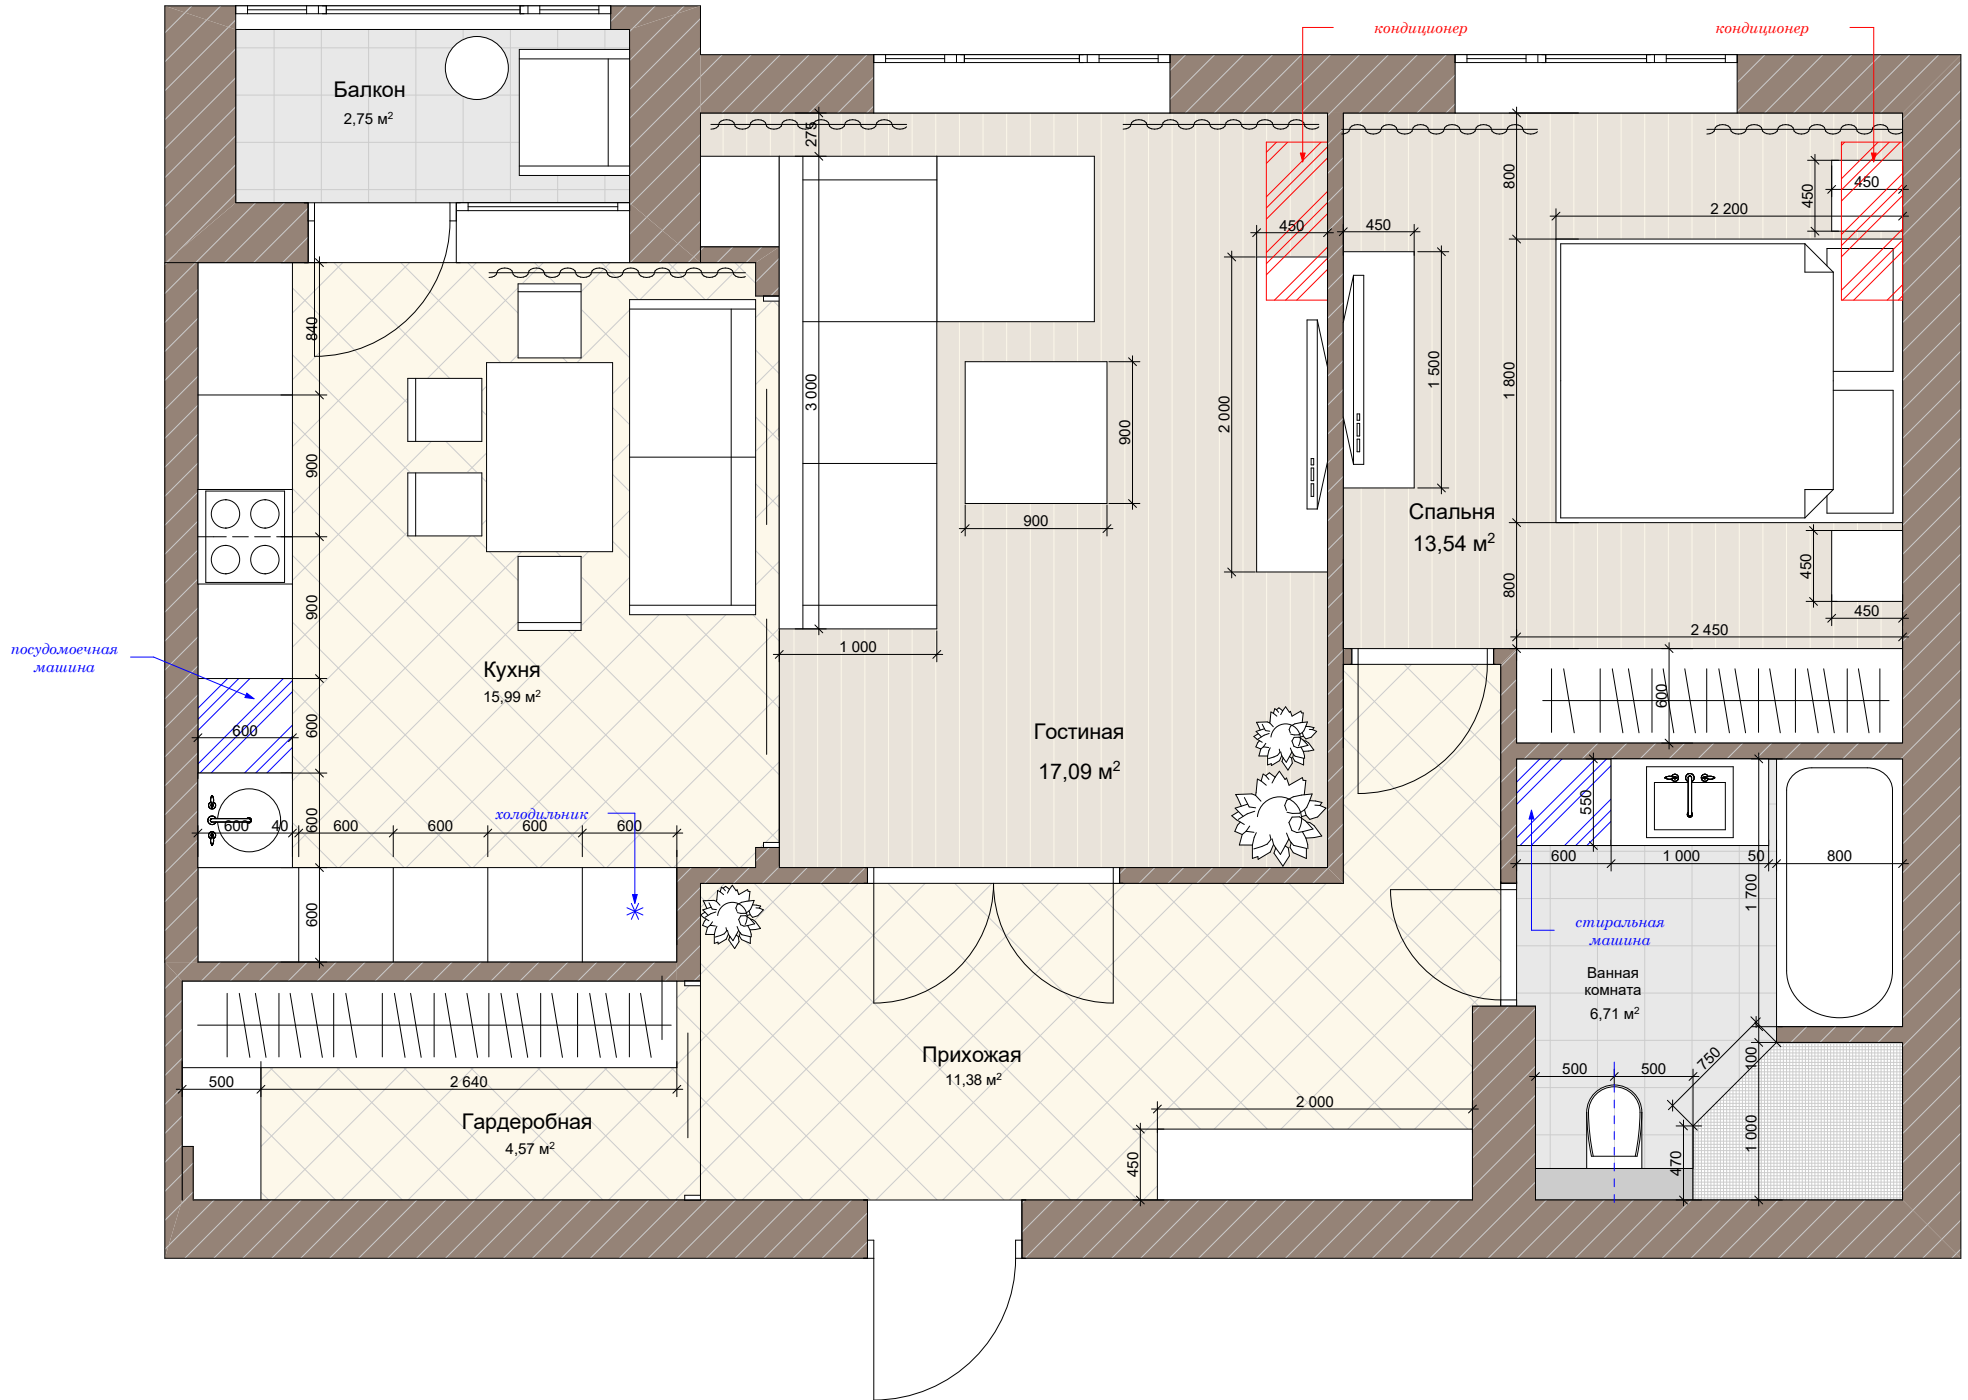 кондиционер
кондиционер
Балкон
2,75 м²
275
800
450
450
2 200
450
450
840
3 000
2 000
900
1 500
1 800
900
900
Спальня
13,54 м²
450
800
450
2 450
900
1 000
посудомоечная
машина
Кухня
15,99 м²
600
600
600
Гостиная
17,09 м²
550
холодильник
600
40
600
600
600
600
600
600
1 000
50
800
1 700
600
стиральная
машина
Ванная
комната
6,71 м²
Прихожая
11,38 м²
500
2 640
500
500
750
100
Гардеробная
4,57 м²
2 000
450
1 000
470